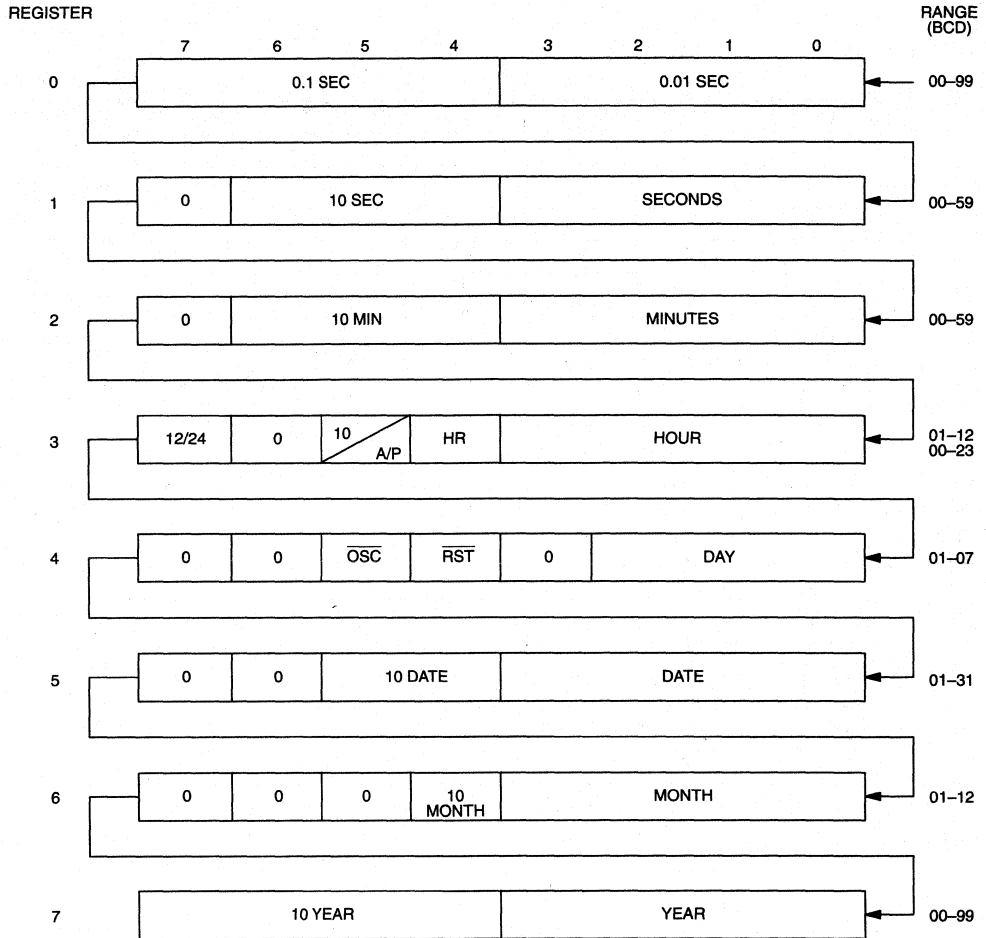 REGISTER
RANGE
(BCD)
7 6 5 4 3 2 1 0
0 0.1 SEC 0.01 SEC 00–99
1 0 10 SEC SECONDS 00–59
2 0 10 MIN MINUTES 00–59
3 12/24 0 10 A/P HR HOUR 01–12
00–23
4 0 0 O̅S̅C̅ R̅S̅T̅ 0 DAY 01–07
5 0 0 10 DATE DATE 01–31
6 0 0 0 10 MONTH MONTH 01–12
7 10 YEAR YEAR 00–99